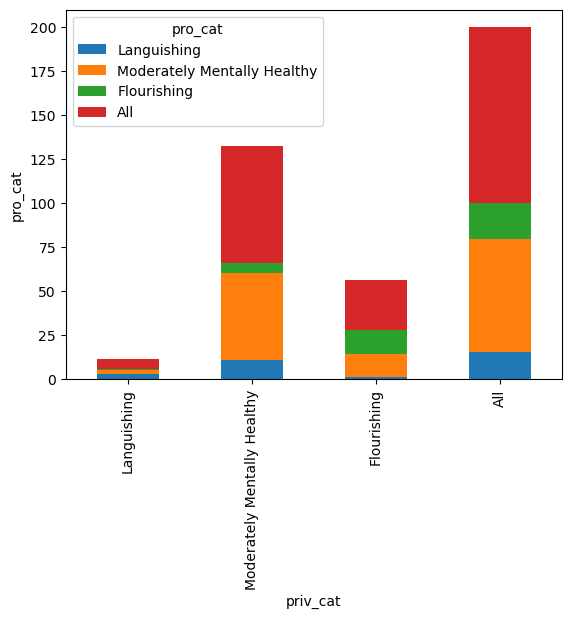 pro_cat
Languishing
Moderately Mentally Healthy
Flourishing
All
200
175
150
125
100
75
50
25
0
pro_cat
Languishing
Moderately Mentally Healthy
Flourishing
All
priv_cat